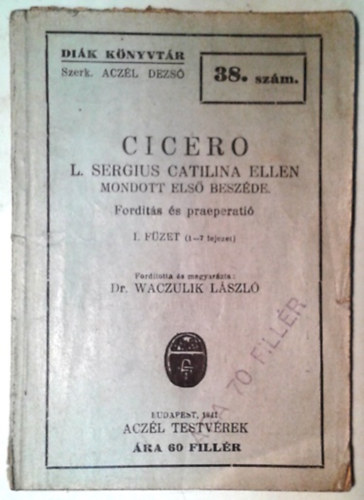 DIÁK KÖNYVTÁR
Szerk. ACZÉL DEZSŐ
38. szám.
CICERO
L. SERGIUS CATILINA ELLEN
MONDOTT ELSŐ BESZÉDE.
Fordítás és praeperatió
I. FÜZET (1—7 fejezet)
Fordította és magyarázta:
Dr. WACZULIK LÁSZLÓ
BUDAPEST,
ACZÉL TESTVÉREK
ÁRA 60 FILLÉR
ÁRA 70 FILLÉR